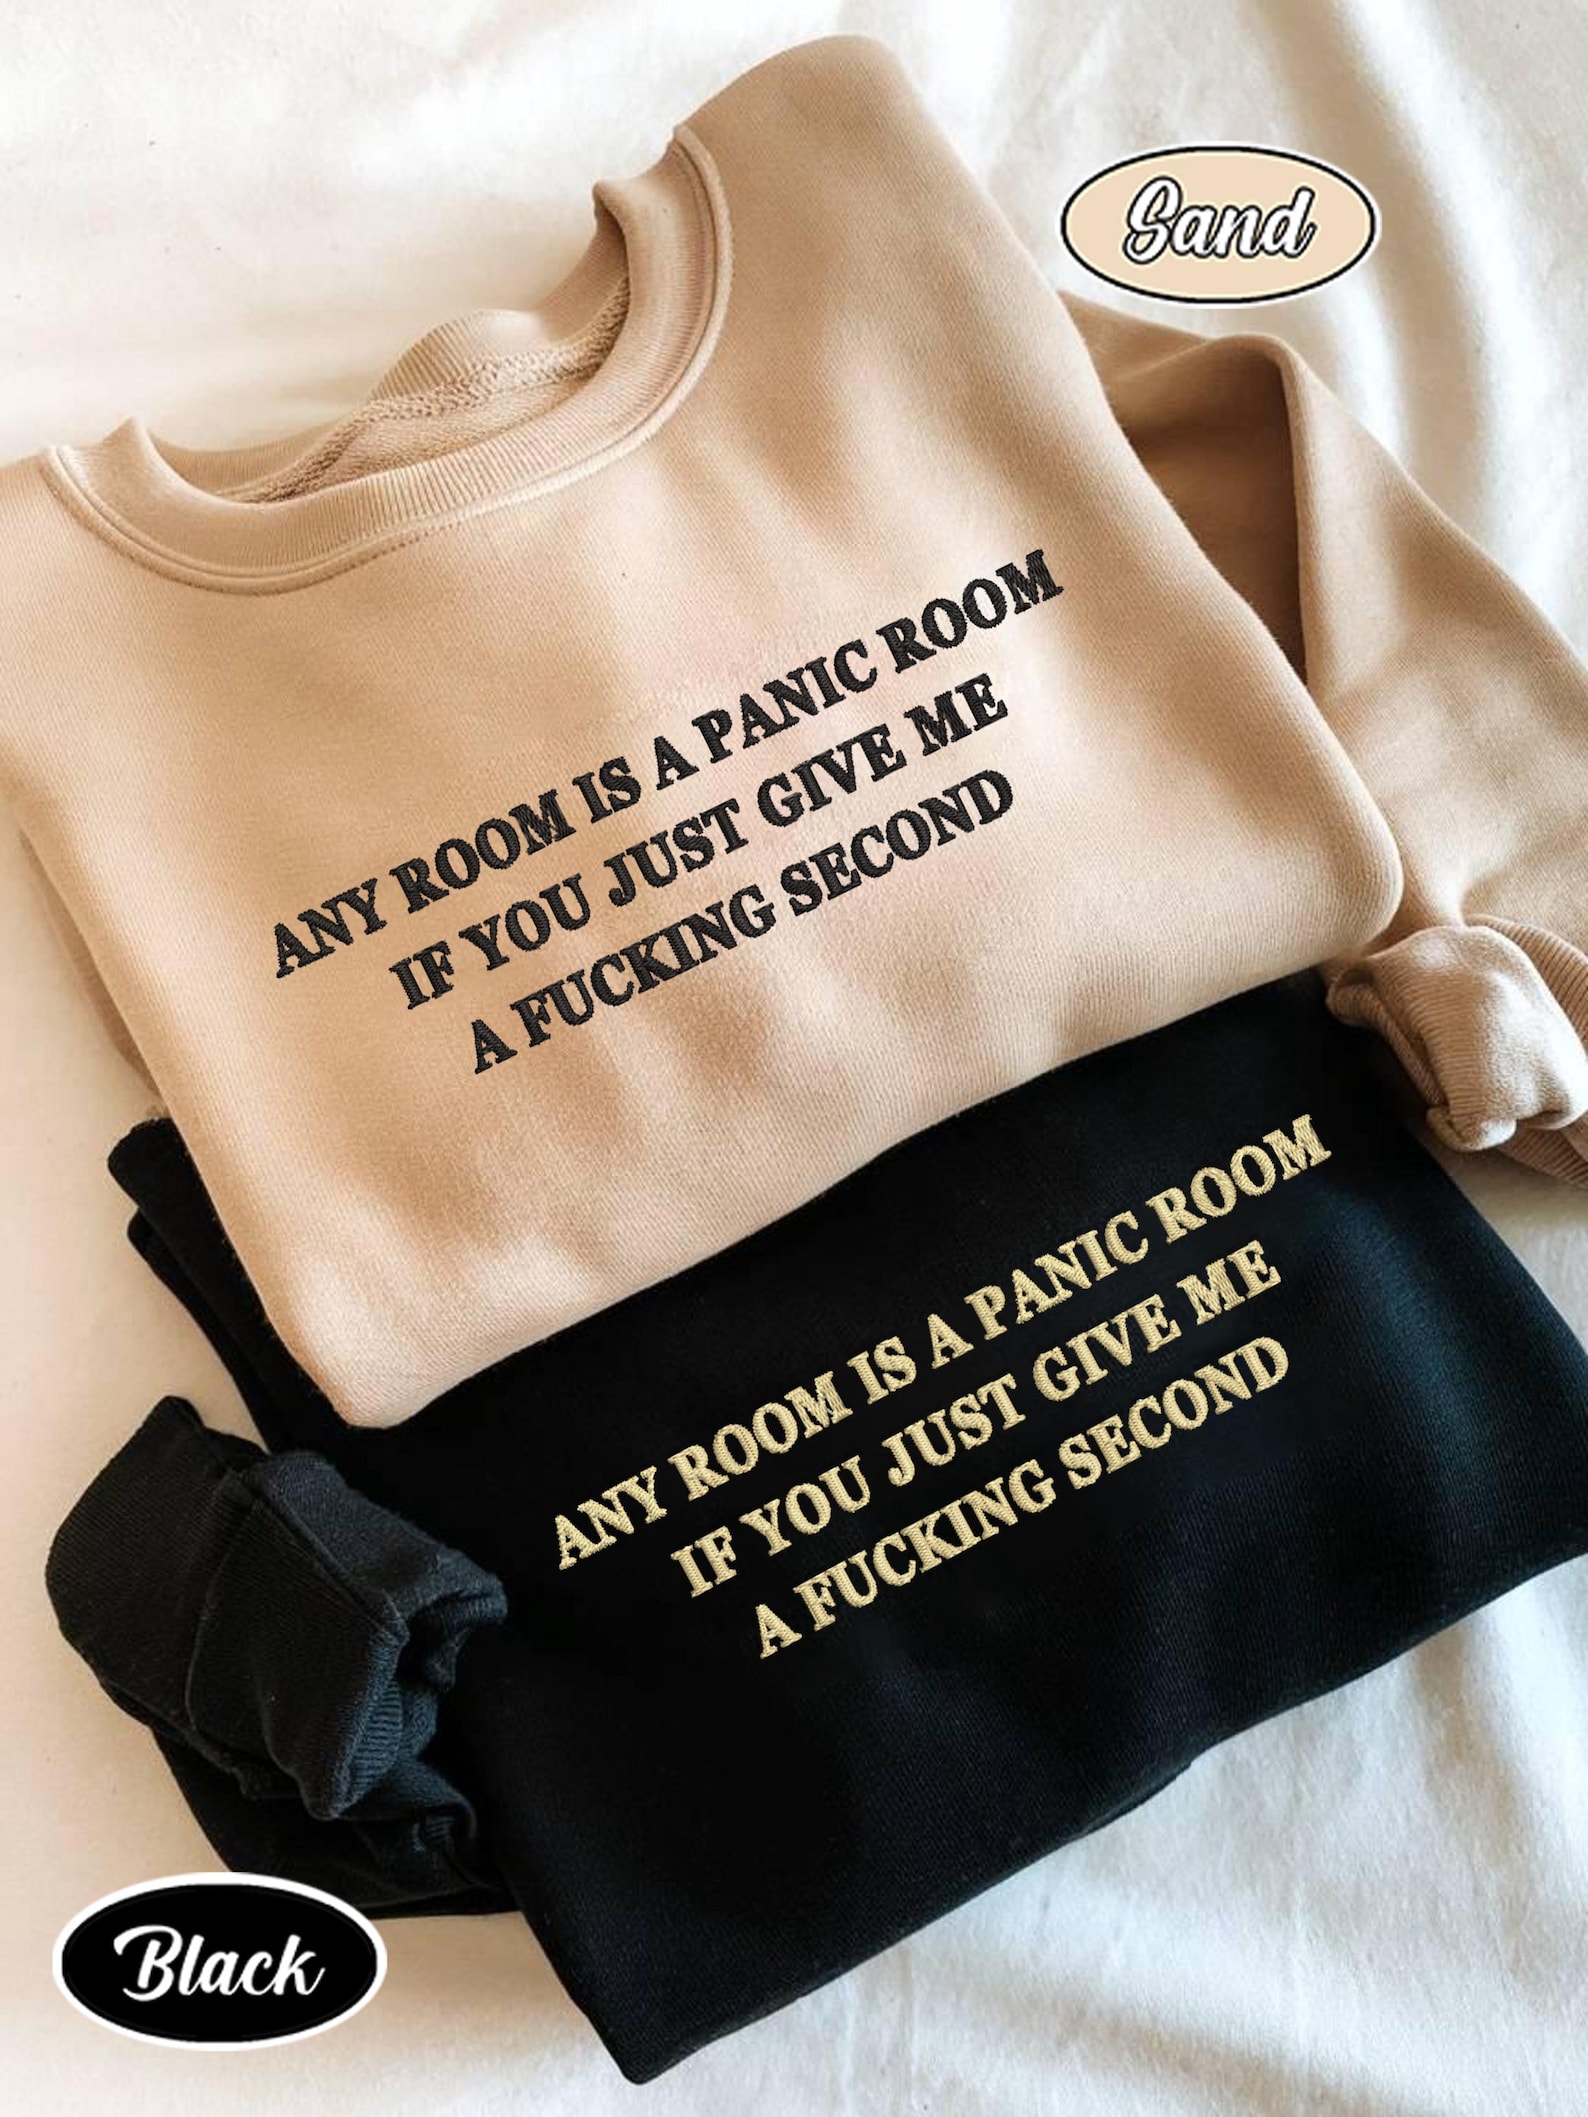 Sand
ANY ROOM IS A PANIC ROOM
IF YOU JUST GIVE ME
A FUCKING SECOND
ANY ROOM IS A PANIC ROOM
IF YOU JUST GIVE ME
A FUCKING SECOND
Black